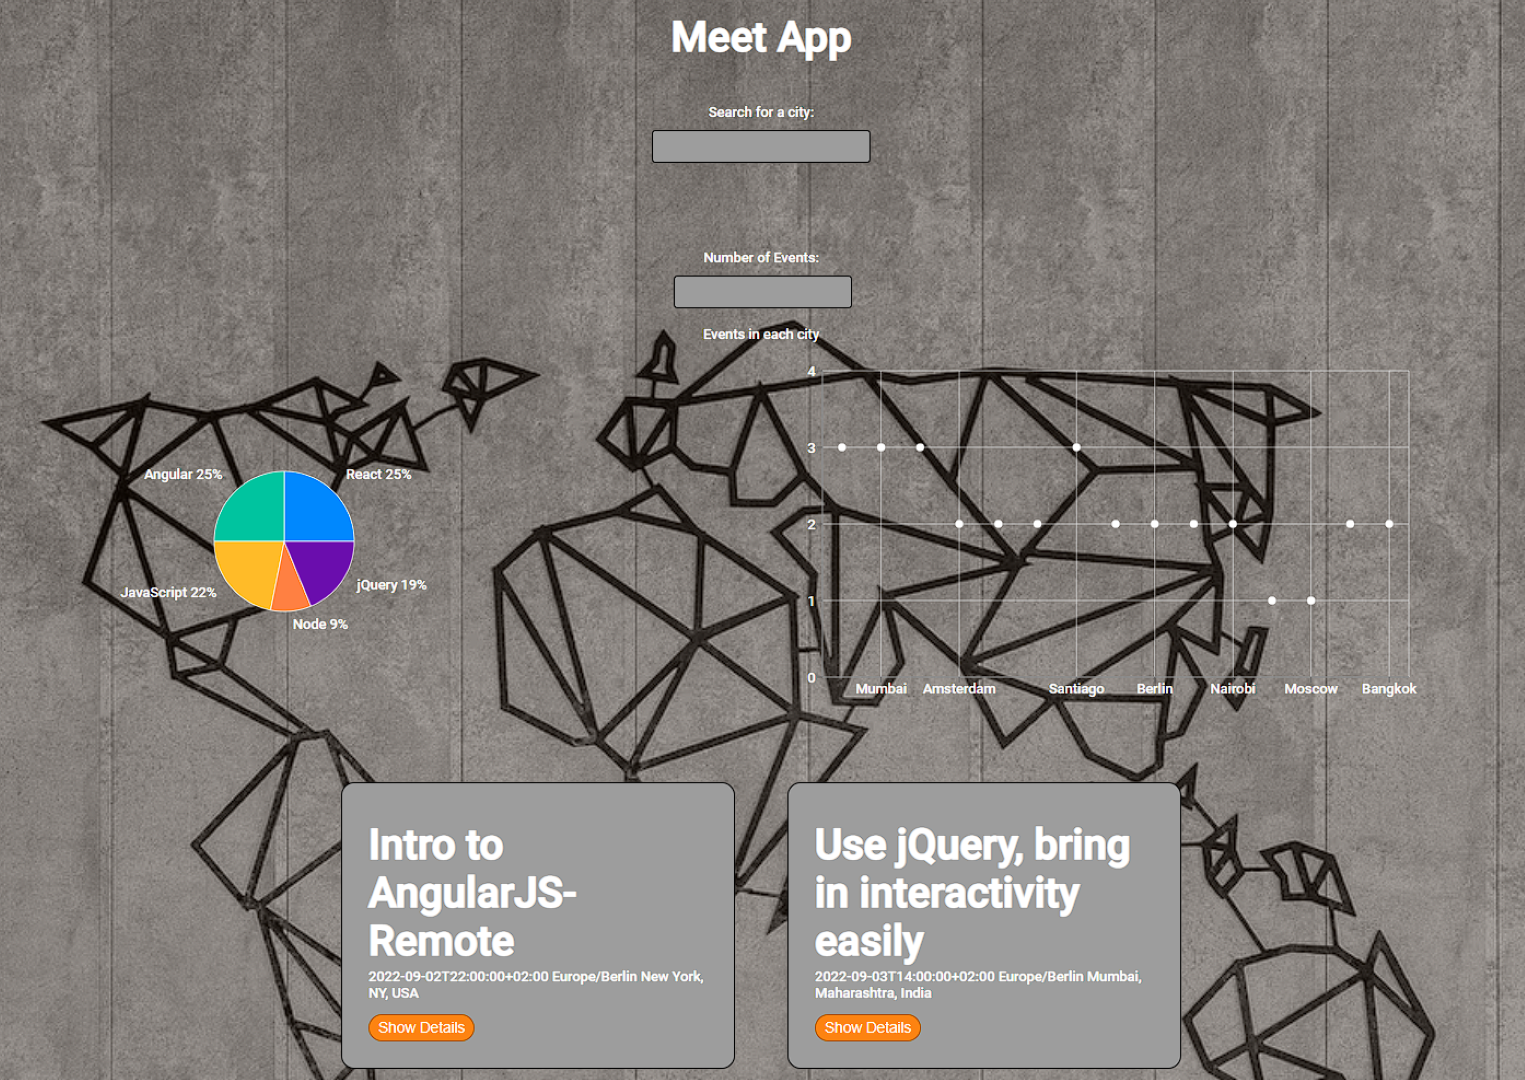 Meet App
Search for a city:
Number of Events:
Events in each city
Angular 25%
React 25%
JavaScript 22%
jQuery 19%
Node 9%
4
3
2
1
0
Mumbai Amsterdam Santiago Berlin Nairobi Moscow Bangkok
Intro to
AngularJS-
Remote
2022-09-02T22:00:00+02:00 Europe/Berlin New York,
NY, USA
Show Details
Use jQuery, bring
in interactivity
easily
2022-09-03T14:00:00+02:00 Europe/Berlin Mumbai,
Maharashtra, India
Show Details